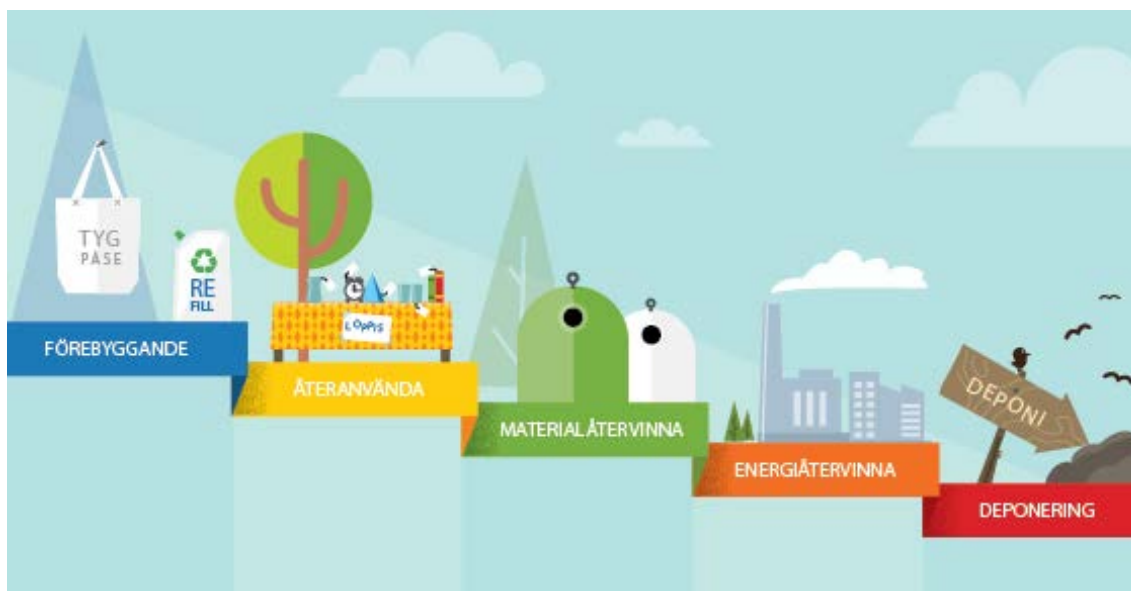 TYG
PÅSE
RE
FILL
LOPPIS
FÖREBYGGANDE
ÅTERANVÄNDA
MATERIALÅTERVINNA
ENERGIÅTERVINNA
DEPONI
DEPONERING